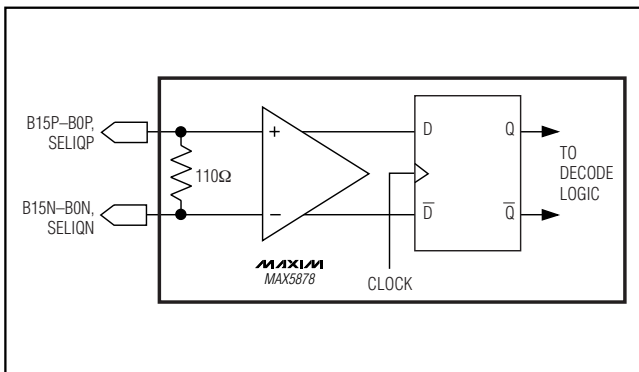 B15P–B0P,
SELIQP
110Ω
B15N–B0N,
SELIQN
+
−
MAXIM
MAX5878
D
Q
D̅
Q̅
CLOCK
TO
DECODE
LOGIC